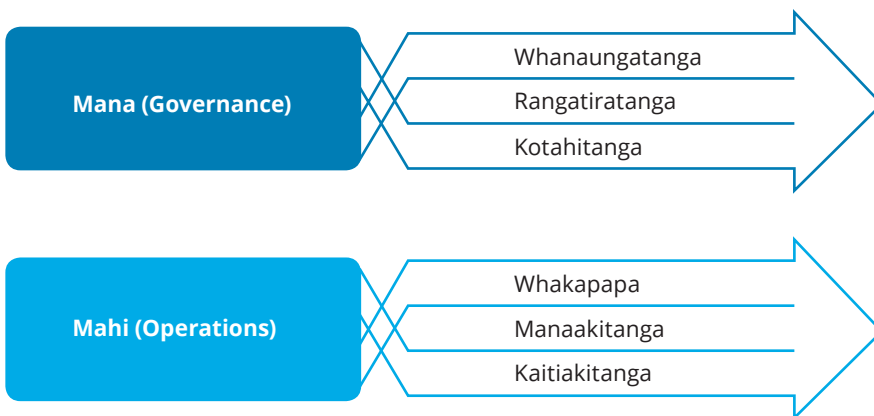 Mana (Governance)
Whanaungatanga
Rangatiratanga
Kotahitanga
Mahi (Operations)
Whakapapa
Manaakitanga
Kaitiakitanga